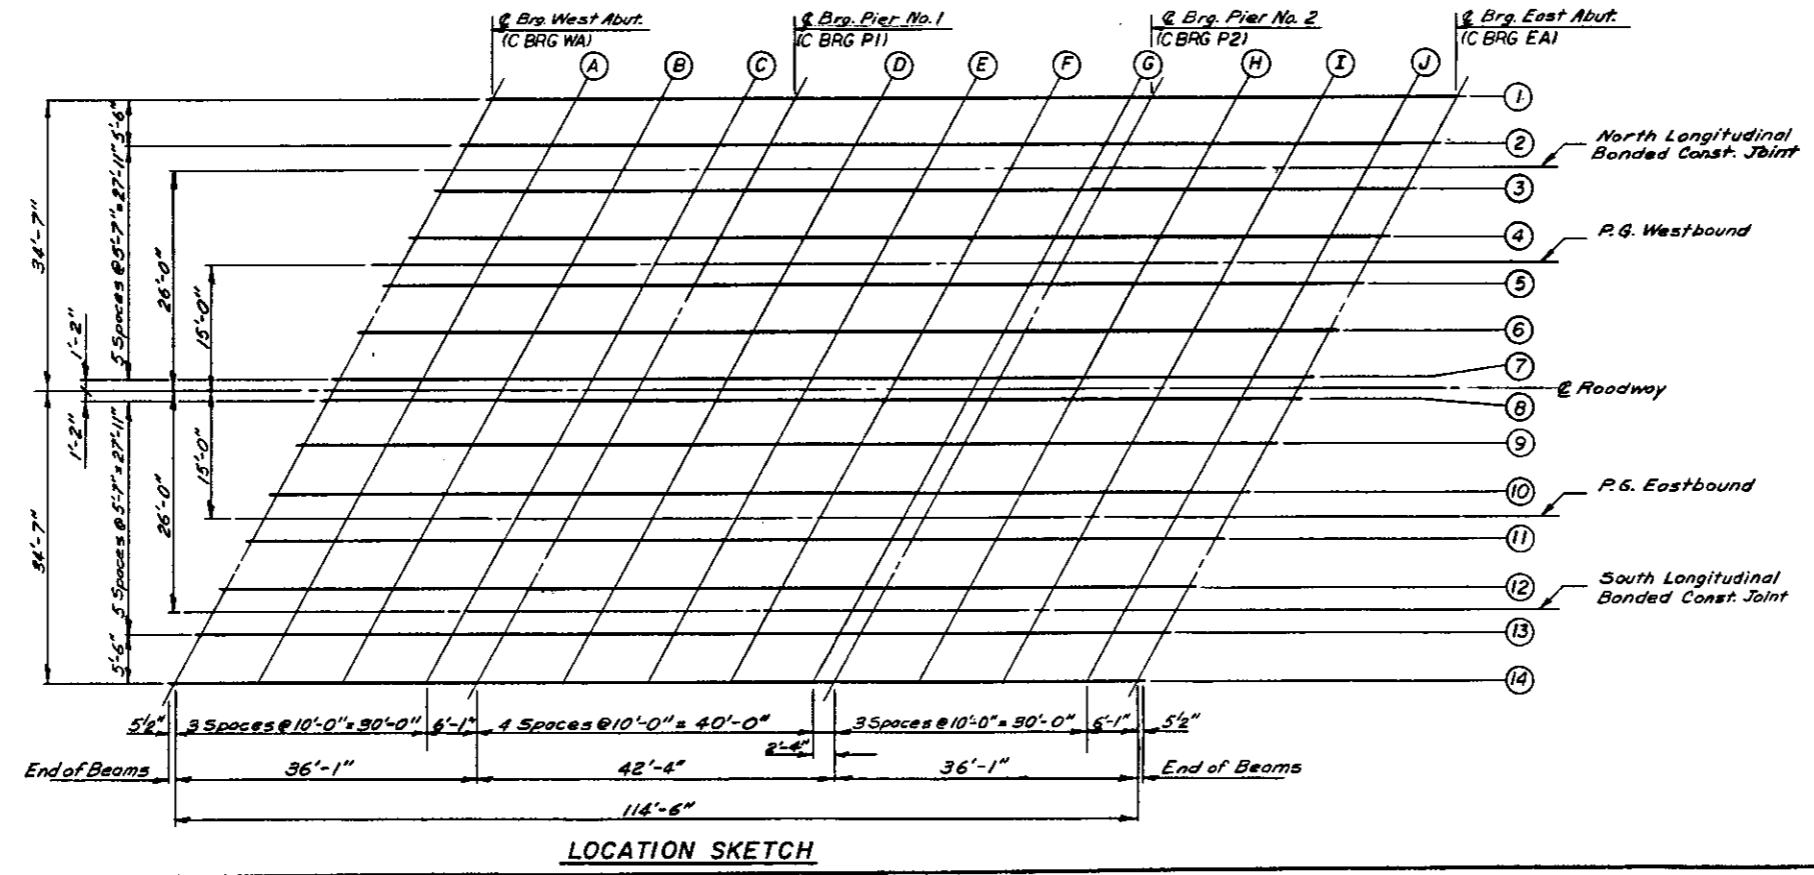 ℄ Brg. West Abut.
(C BRG WA)
℄ Brg. Pier No. 1
(C BRG P1)
℄ Brg. Pier No. 2
(C BRG P2)
℄ Brg. East Abut.
(C BRG EA)
A
B
C
D
E
F
G
H
I
J
1
2
North Longitudinal
Bonded Const. Joint
3
4
P.G. Westbound
5
6
7
℄ Roadway
8
9
10
P.G. Eastbound
11
12
South Longitudinal
Bonded Const. Joint
13
14
34'-7"
5'-6"
5 Spaces @ 5'-7" = 27'-11"
26'-0"
15'-0"
1'-2"
1'-2"
34'-7"
5 Spaces @ 5'-7" = 27'-11"
26'-0"
15'-0"
5'-6"
5½"
3 Spaces @ 10'-0" = 30'-0"
6'-1"
4 Spaces @ 10'-0" = 40'-0"
2'-4"
3 Spaces @ 10'-0" = 30'-0"
6'-1"
5½"
End of Beams
36'-1"
42'-4"
36'-1"
End of Beams
114'-6"
LOCATION SKETCH